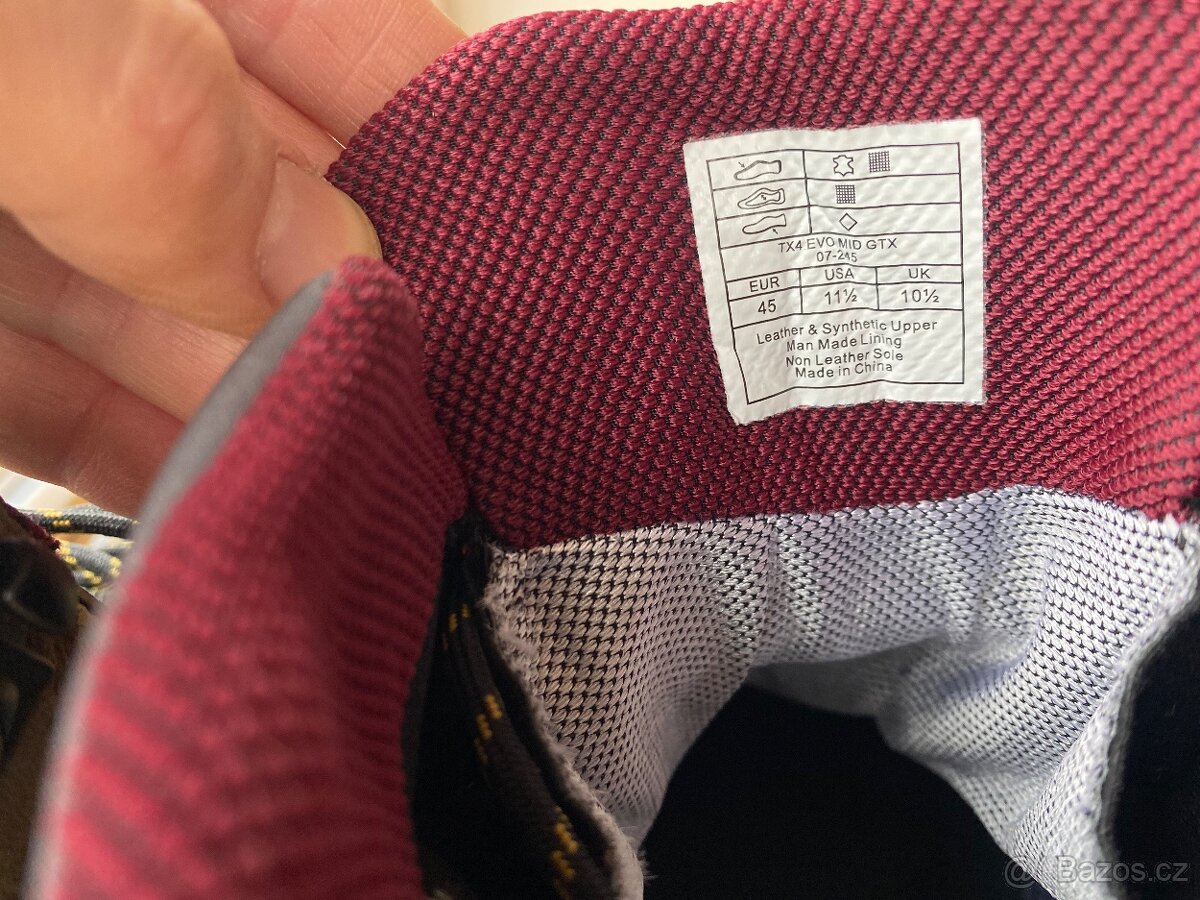 TX4 EVO MID GTX
07-245
EUR USA UK
45 11½ 10½
Leather & Synthetic Upper
Man Made Lining
Non Leather Sole
Made in China
@Bazos.cz